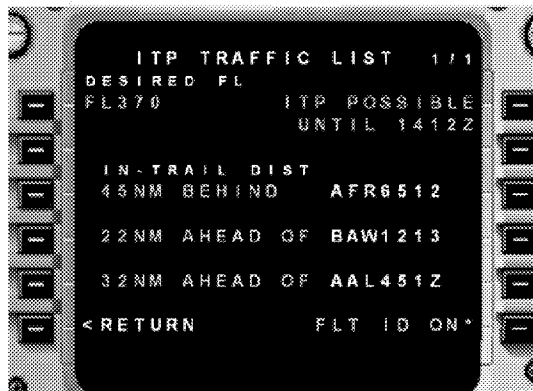 ITP TRAFFIC LIST 1/1
DESIRED FL
FL370 ITP POSSIBLE
UNTIL 1412Z
IN-TRAIL DIST
45NM BEHIND AFR6512
22NM AHEAD OF BAW1213
32NM AHEAD OF AAL451Z
<RETURN FLT ID ON*